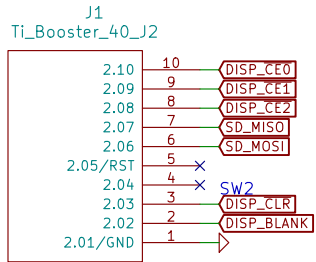 J1
Ti_Booster_40_J2
2.10 10 DISP_CE0
2.09 9 DISP_CE1
2.08 8 DISP_CE2
2.07 7 SD_MISO
2.06 6 SD_MOSI
2.05/RST 5
2.04 4 SW2
2.03 3 DISP_CLR
2.02 2 DISP_BLANK
2.01/GND 1